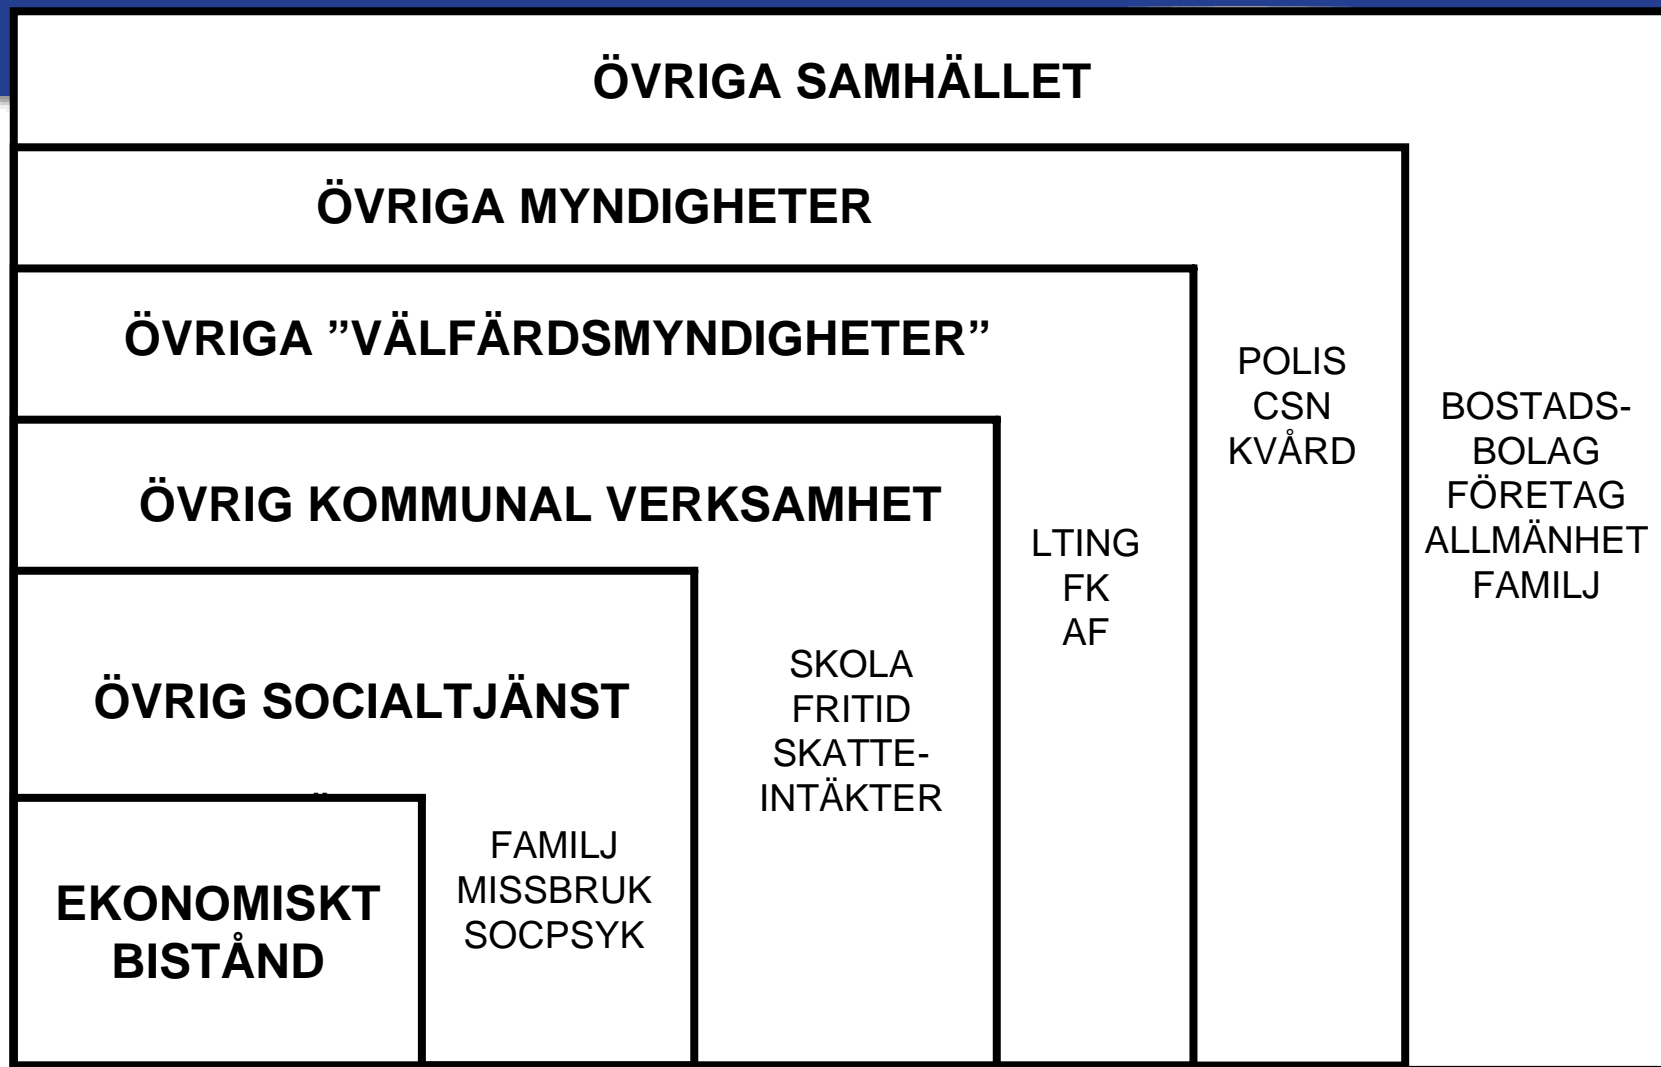 ÖVRIGA SAMHÄLLET
ÖVRIGA MYNDIGHETER
ÖVRIGA ”VÄLFÄRDSMYNDIGHETER”
ÖVRIG KOMMUNAL VERKSAMHET
ÖVRIG SOCIALTJÄNST
EKONOMISKT
BISTÅND
FAMILJ
MISSBRUK
SOCPSYK
SKOLA
FRITID
SKATTE-
INTÄKTER
LTING
FK
AF
POLIS
CSN
KVÅRD
BOSTADS-
BOLAG
FÖRETAG
ALLMÄNHET
FAMILJ